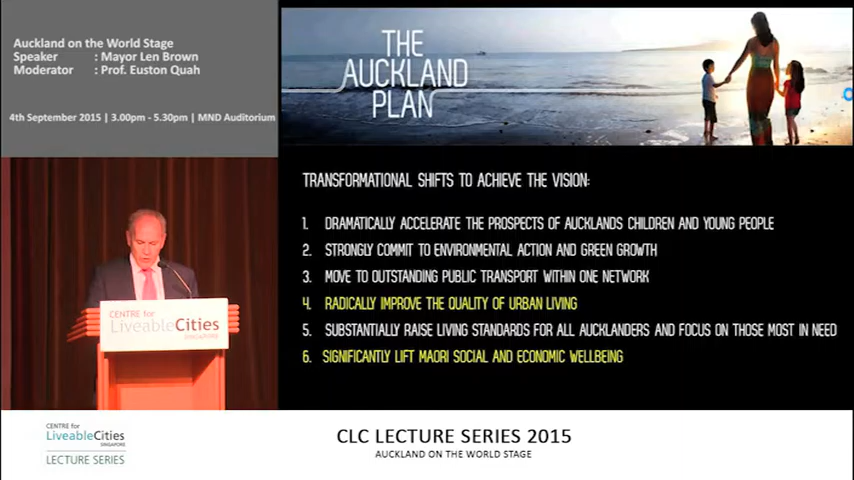 Auckland on the World Stage
Speaker : Mayor Len Brown
Moderator : Prof. Euston Quah
4th September 2015 | 3.00pm - 5.30pm | MND Auditorium
THE
AUCKLAND
PLAN
TRANSFORMATIONAL SHIFTS TO ACHIEVE THE VISION:
1. DRAMATICALLY ACCELERATE THE PROSPECTS OF AUCKLANDS CHILDREN AND YOUNG PEOPLE
2. STRONGLY COMMIT TO ENVIRONMENTAL ACTION AND GREEN GROWTH
3. MOVE TO OUTSTANDING PUBLIC TRANSPORT WITHIN ONE NETWORK
4. RADICALLY IMPROVE THE QUALITY OF URBAN LIVING
5. SUBSTANTIALLY RAISE LIVING STANDARDS FOR ALL AUCKLANDERS AND FOCUS ON THOSE MOST IN NEED
6. SIGNIFICANTLY LIFT MAORI SOCIAL AND ECONOMIC WELLBEING
CENTRE for
LiveableCities
SINGAPORE
CENTRE for
LiveableCities
SINGAPORE
LECTURE SERIES
CLC LECTURE SERIES 2015
AUCKLAND ON THE WORLD STAGE